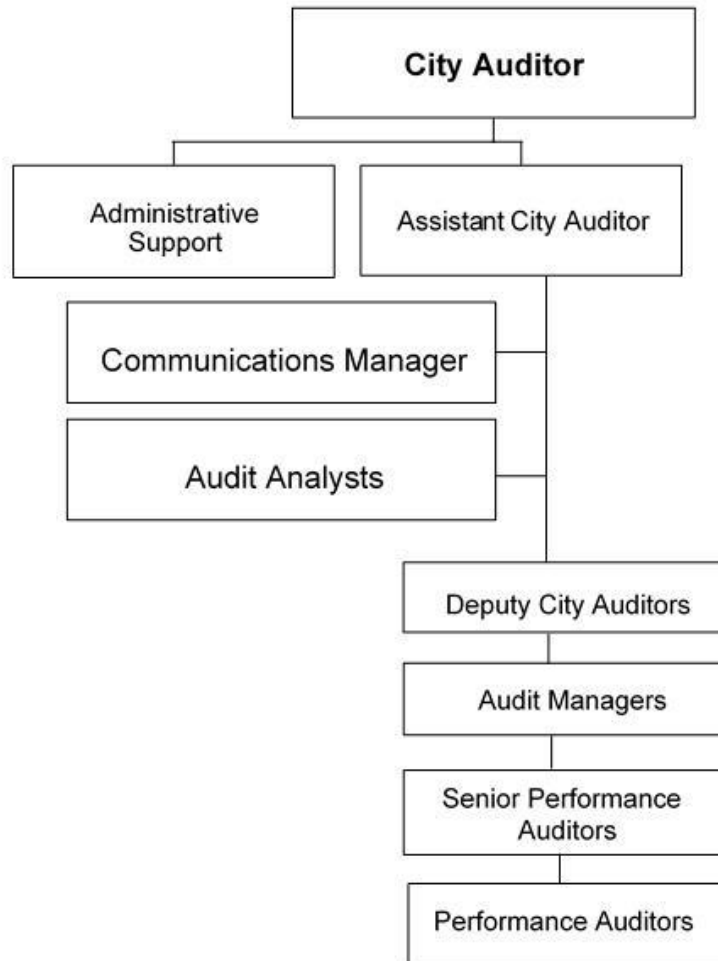 City Auditor
Administrative
Support
Assistant City Auditor
Communications Manager
Audit Analysts
Deputy City Auditors
Audit Managers
Senior Performance
Auditors
Performance Auditors